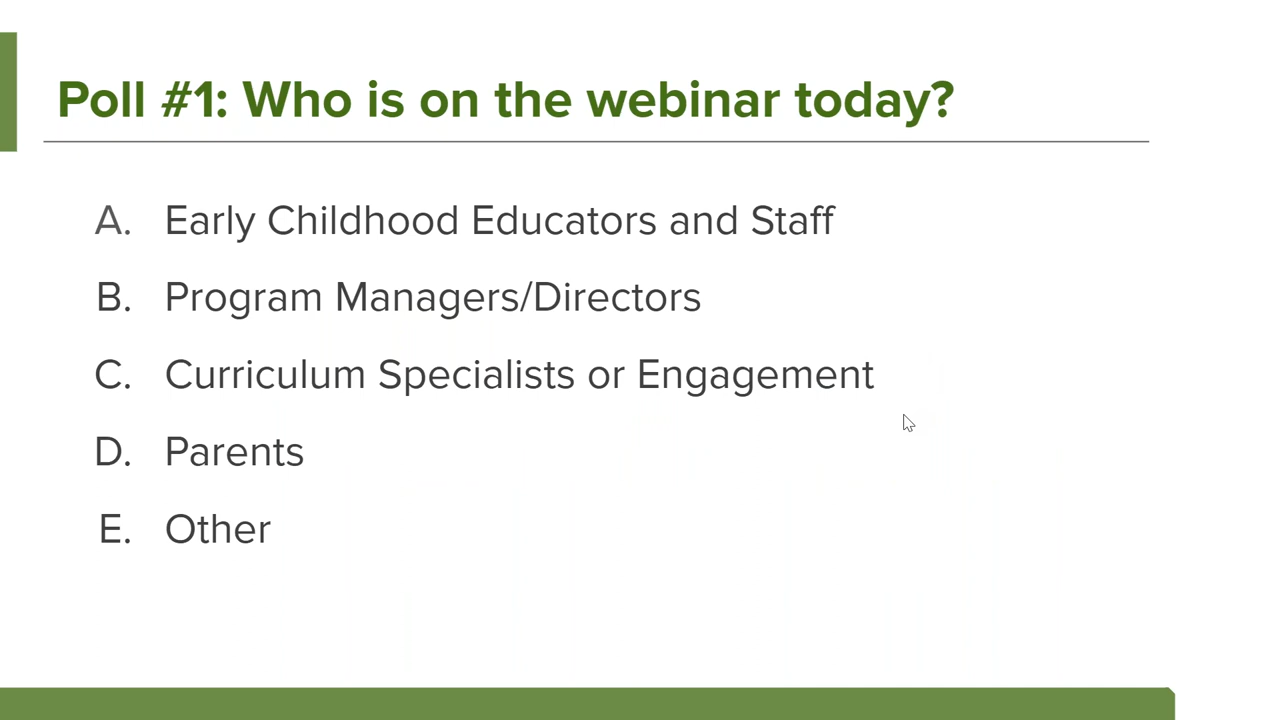 Poll #1: Who is on the webinar today?
A. Early Childhood Educators and Staff
B. Program Managers/Directors
C. Curriculum Specialists or Engagement
D. Parents
E. Other